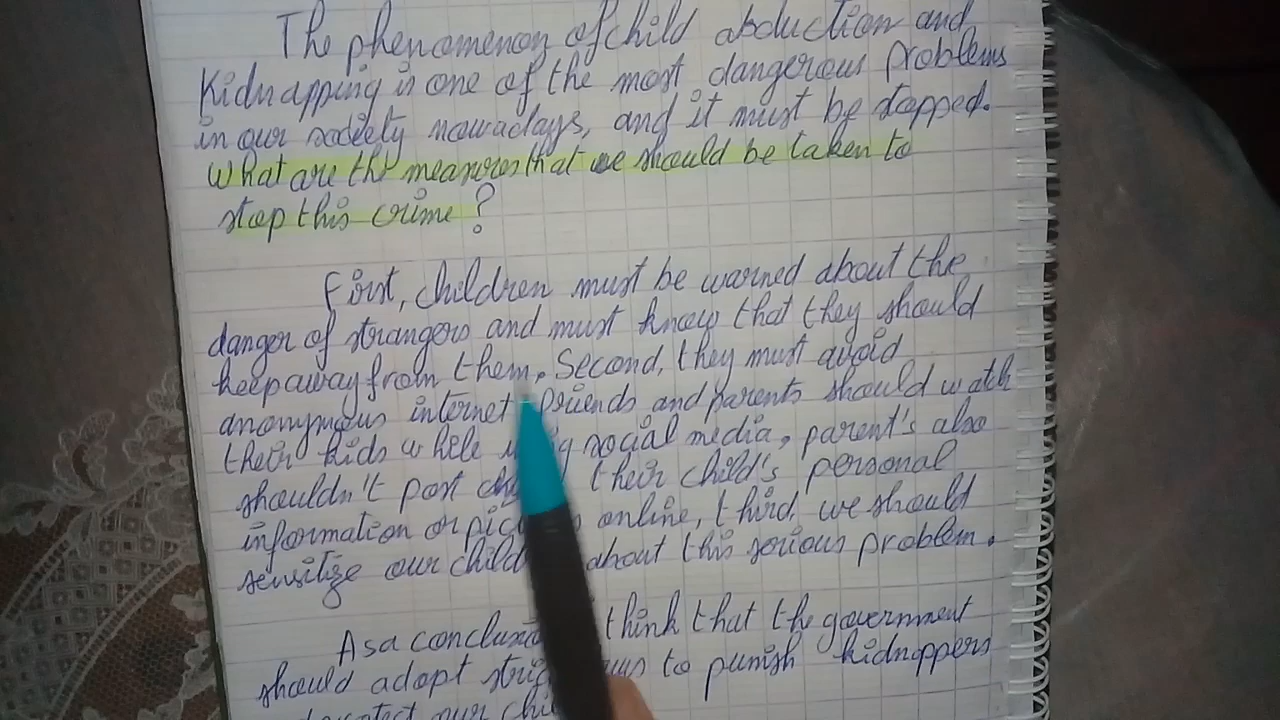 The phenomenon of child abduction and
Kidnapping is one of the most dangerous problems
in our society nowadays, and it must be stopped.
What are the measures that we should be taken to
stop this crime?
First, children must be warned about the
danger of strangers and must know that they should
keep away from them. Second, they must avoid
anonymous internet friends and parents should watch
their kids while social media, parent's also
shouldn't post their child's personal
information or online, third, we should
sensitize our about this serious problem.
As a think that the government
should adopt to punish kidnappers
our